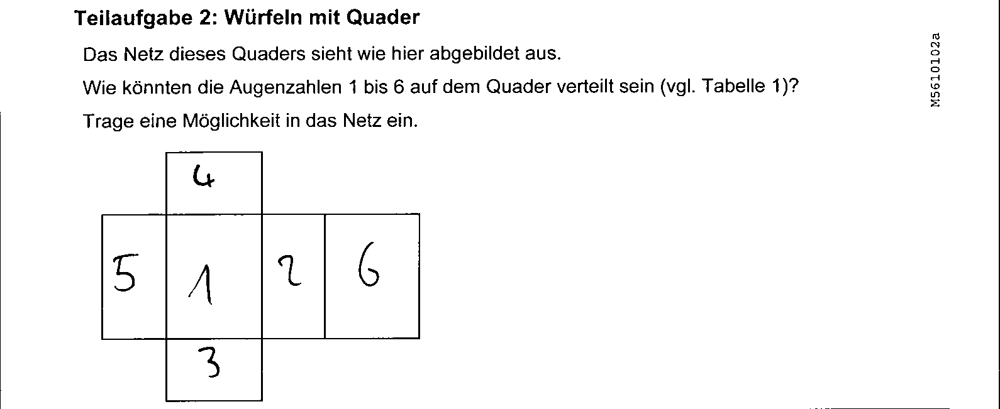 Teilaufgabe 2: Würfeln mit Quader
Das Netz dieses Quaders sieht wie hier abgebildet aus.
Wie könnten die Augenzahlen 1 bis 6 auf dem Quader verteilt sein (vgl. Tabelle 1)?
Trage eine Möglichkeit in das Netz ein.
M5610102a
4
5 1 2 6
3